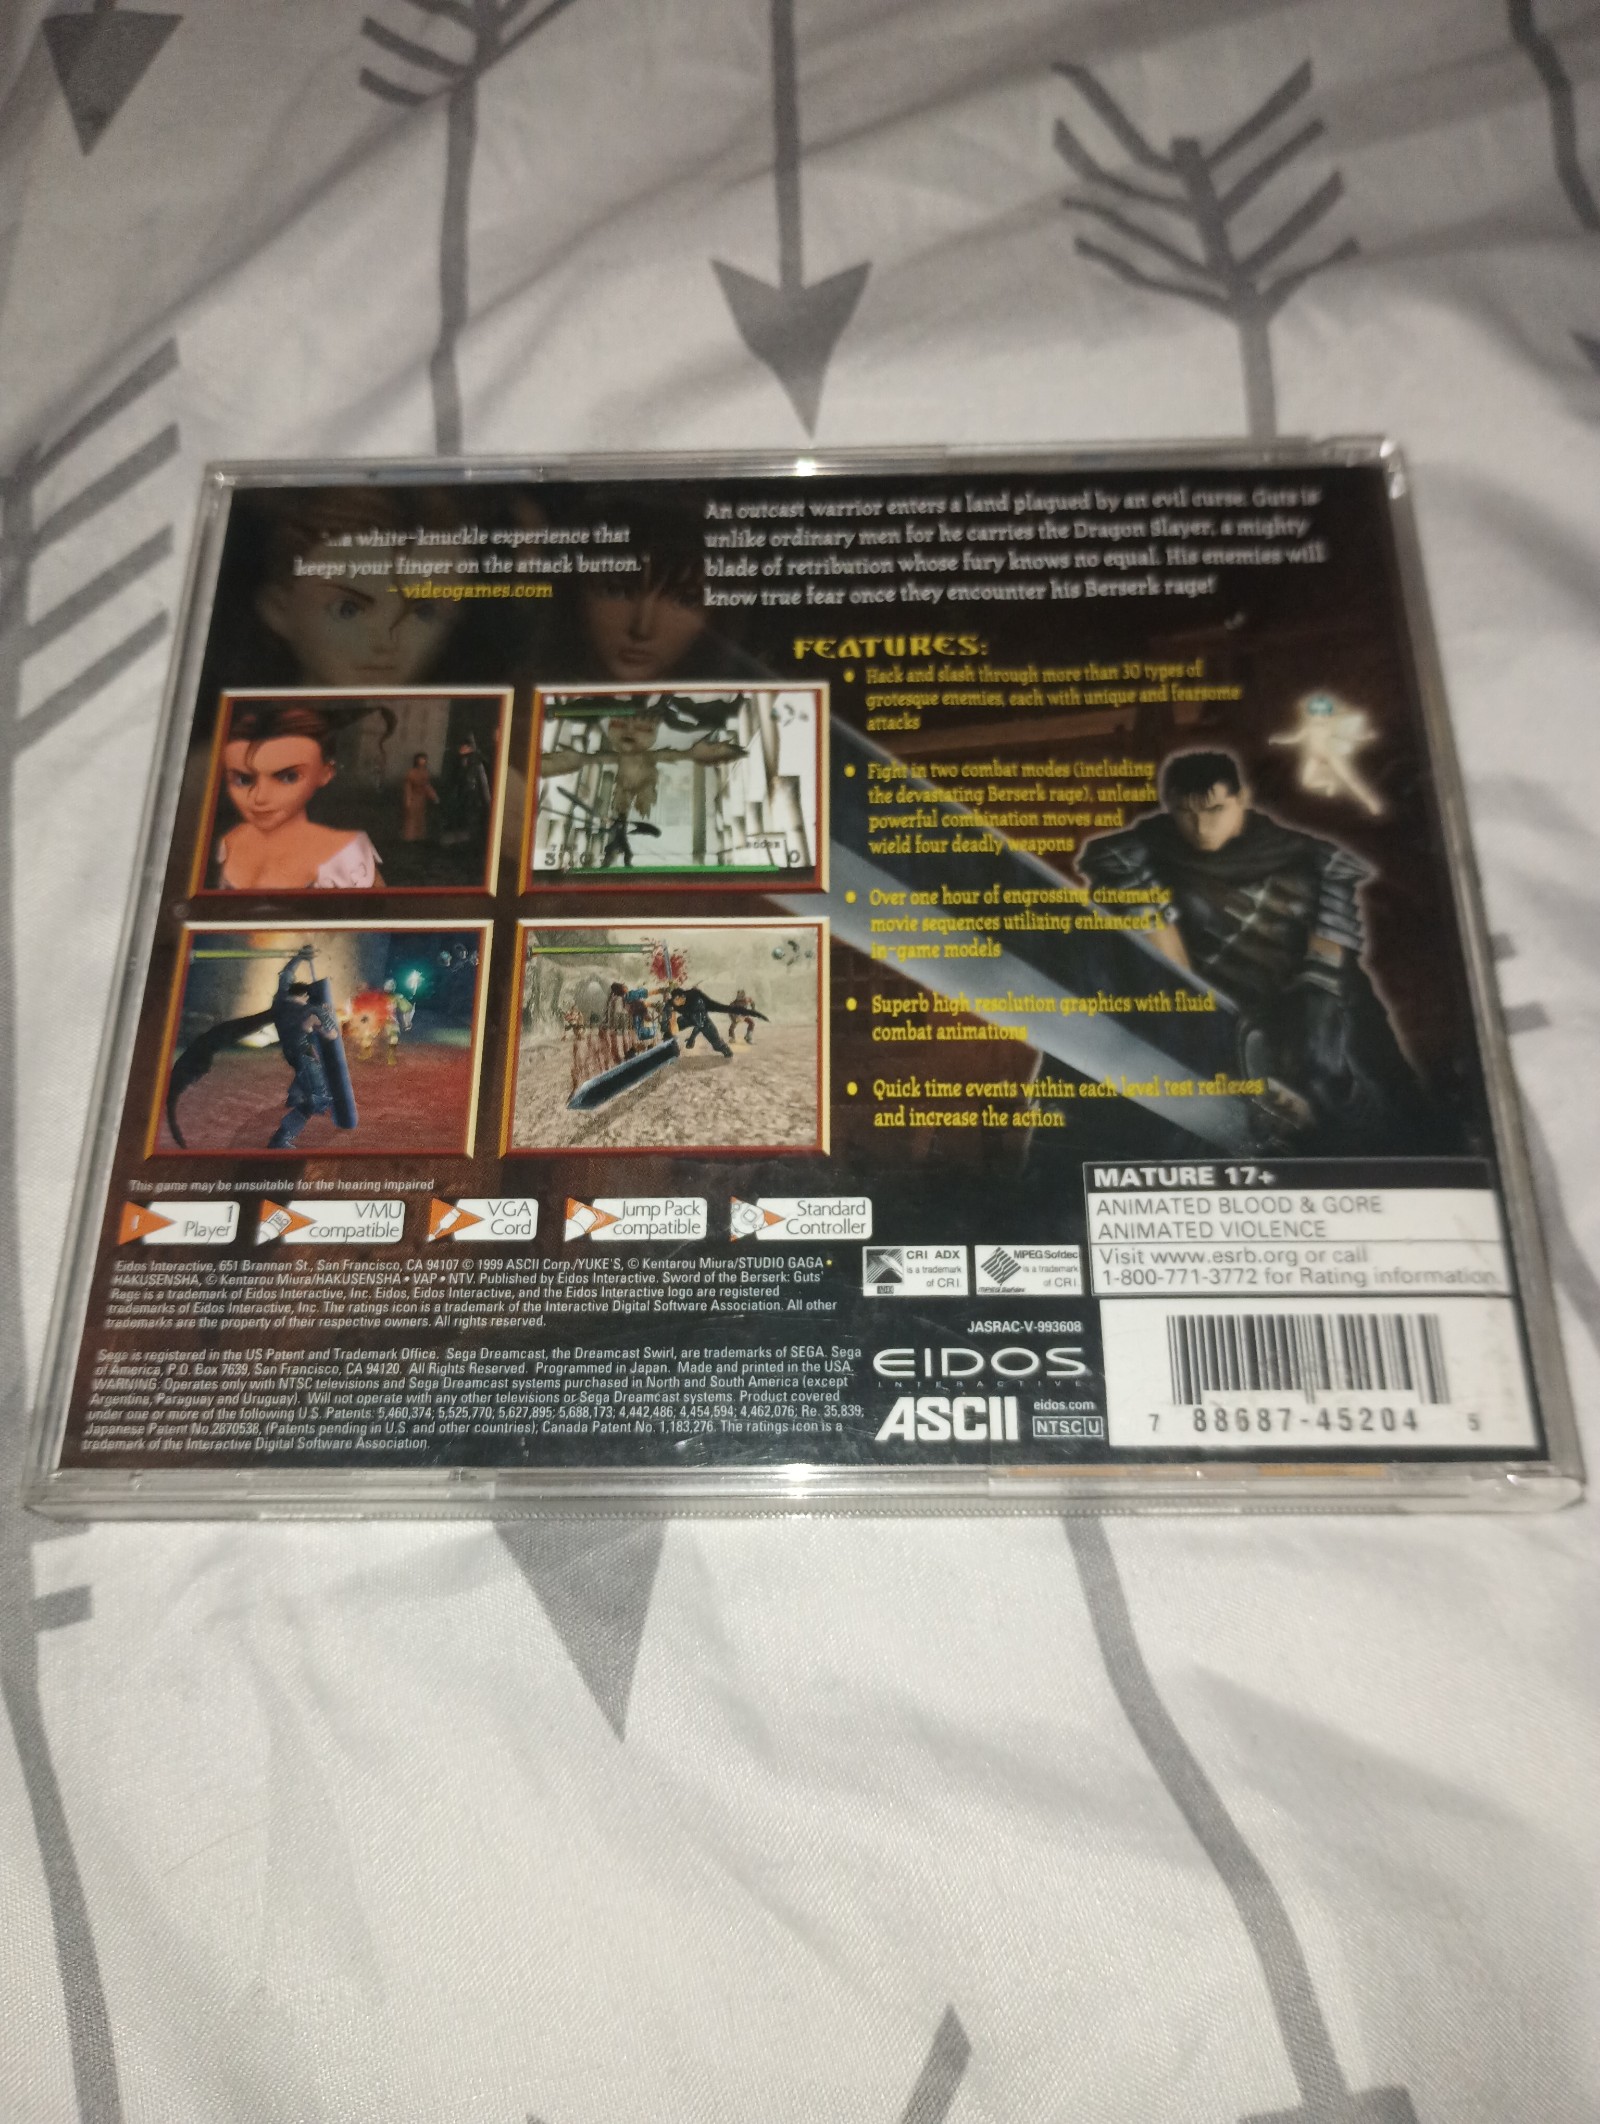 "...a white-knuckle experience that
keeps your finger on the attack button."
- videogames.com
An outcast warrior enters a land plagued by an evil curse. Guts is
unlike ordinary men for he carries the Dragon Slayer, a mighty
blade of retribution whose fury knows no equal. His enemies will
know true fear once they encounter his Berserk rage!
FEATURES:
• Hack and slash through more than 30 types of
grotesque enemies, each with unique and fearsome
attacks
• Fight in two combat modes (including
the devastating Berserk rage), unleash
powerful combination moves and
wield four deadly weapons
• Over one hour of engrossing cinematic
movie sequences utilizing enhanced
in-game models
• Superb high resolution graphics with fluid
combat animations
• Quick time events within each level test reflexes
and increase the action
This game may be unsuitable for the hearing impaired
1
Player
VMU
compatible
VGA
Cord
Jump Pack
compatible
Standard
Controller
Eidos Interactive, 651 Brannan St., San Francisco, CA 94107 © 1999 ASCII Corp./YUKE'S, © Kentarou Miura/STUDIO GAGA •
HAKUSENSHA, © Kentarou Miura/HAKUSENSHA • VAP • NTV. Published by Eidos Interactive. Sword of the Berserk: Guts'
Rage is a trademark of Eidos Interactive, Inc. Eidos, Eidos Interactive, and the Eidos Interactive logo are registered
trademarks of Eidos Interactive, Inc. The ratings icon is a trademark of the Interactive Digital Software Association. All other
trademarks are the property of their respective owners. All rights reserved.
Sega is registered in the US Patent and Trademark Office. Sega Dreamcast, the Dreamcast Swirl, are trademarks of SEGA. Sega
of America, P.O. Box 7639, San Francisco, CA 94120. All Rights Reserved. Programmed in Japan. Made and printed in the USA.
WARNING: Operates only with NTSC televisions and Sega Dreamcast systems purchased in North and South America (except
Argentina, Paraguay and Uruguay). Will not operate with any other televisions or Sega Dreamcast systems. Product covered
under one or more of the following U.S. Patents: 5,460,374; 5,525,770; 5,627,895; 5,688,173; 4,442,486; 4,454,594; 4,462,076; Re. 35,839;
Japanese Patent No.2870538, (Patents pending in U.S. and other countries); Canada Patent No. 1,183,276. The ratings icon is a
trademark of the Interactive Digital Software Association.
CRI ADX
is a trademark
of CRI.
MPEG Sofdec
is a trademark
of CRI.
JASRAC-V-993608
EIDOS
INTERACTIVE
ASCII
eidos.com
NTSC U
MATURE 17+
ANIMATED BLOOD & GORE
ANIMATED VIOLENCE
Visit www.esrb.org or call
1-800-771-3772 for Rating information.
7 88687-45204 5